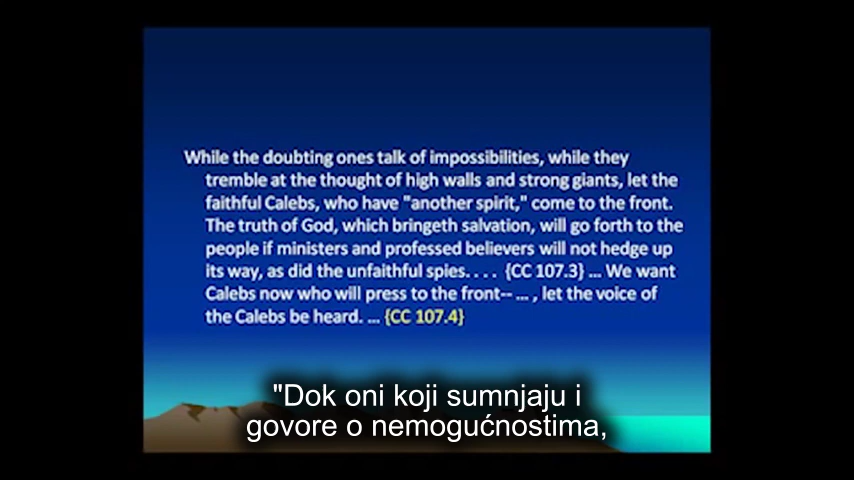 While the doubting ones talk of impossibilities, while they
tremble at the thought of high walls and strong giants, let the
faithful Calebs, who have "another spirit," come to the front.
The truth of God, which bringeth salvation, will go forth to the
people if ministers and professed believers will not hedge up
its way, as did the unfaithful spies. . . . {CC 107.3} ... We want
Calebs now who will press to the front-- ... , let the voice of
the Calebs be heard. ... {CC 107.4}
"Dok oni koji sumnjaju i
govore o nemogućnostima,